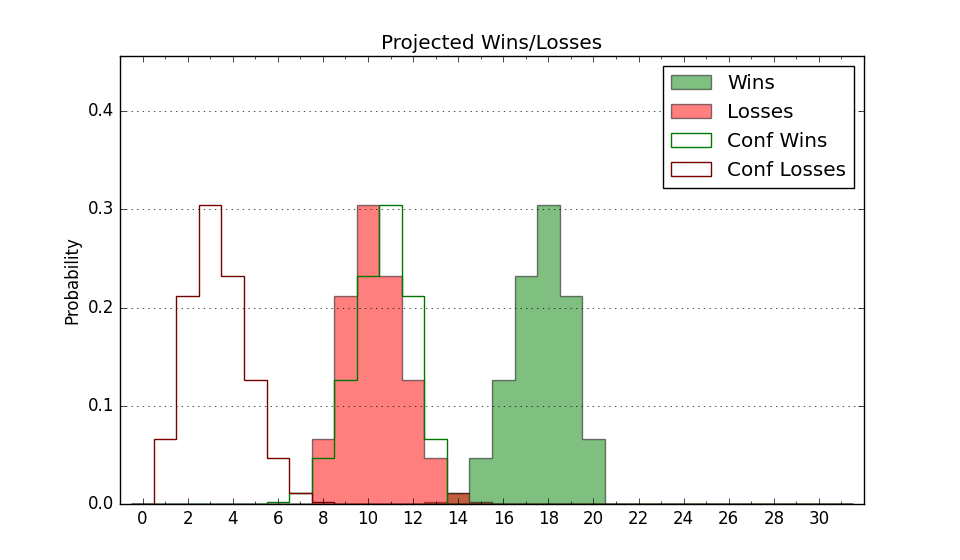 Projected Wins/Losses
Wins
Losses
Conf Wins
Conf Losses
Probability
0.4
0.3
0.2
0.1
0.0
0 2 4 6 8 10 12 14 16 18 20 22 24 26 28 30